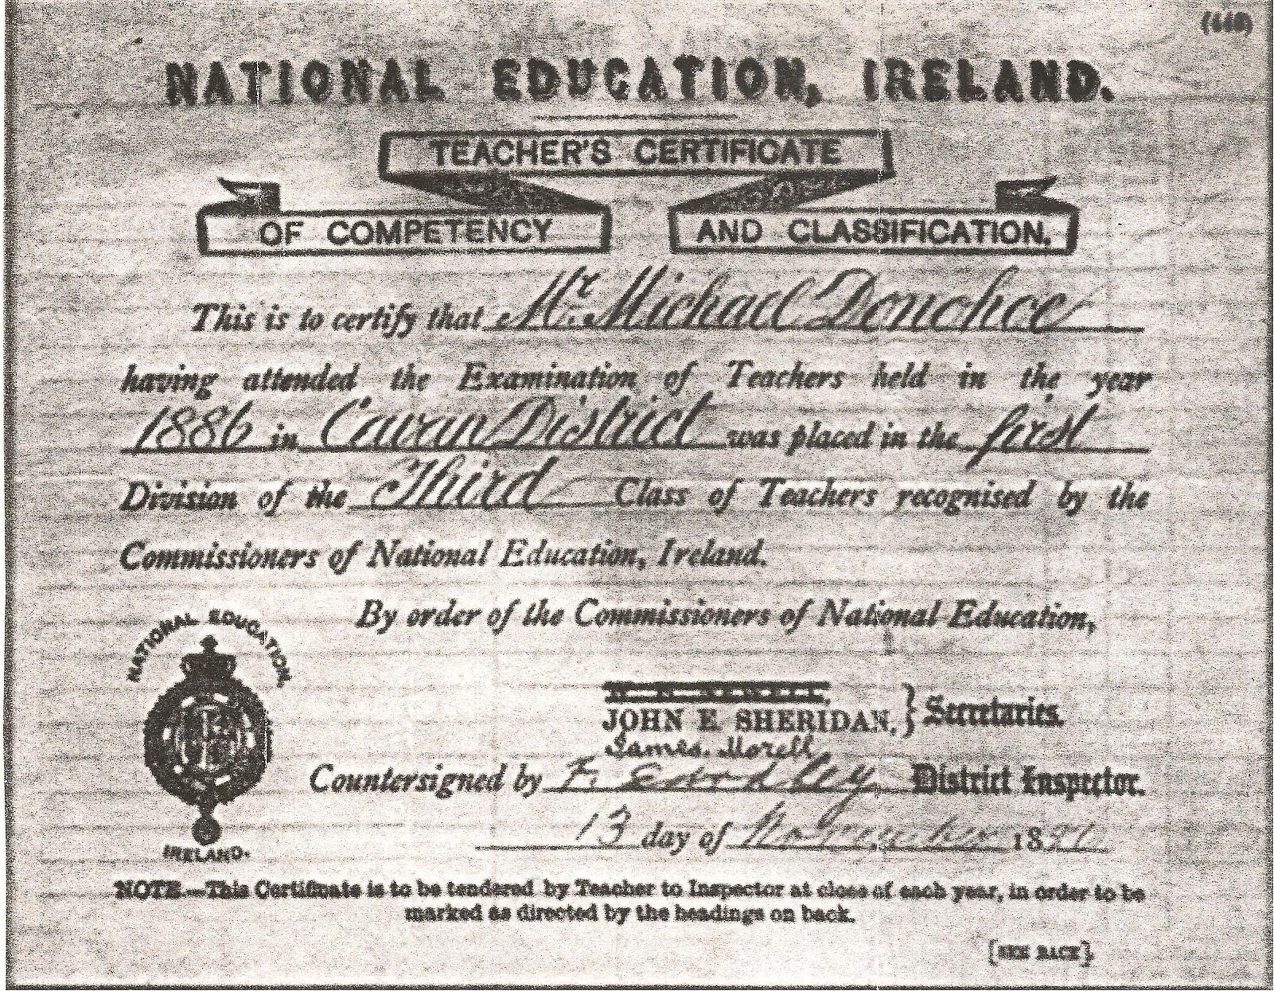 NATIONAL EDUCATION, IRELAND.
TEACHER'S CERTIFICATE
OF COMPETENCY AND CLASSIFICATION.
This is to certify that Mr. Michael Donohoe
having attended the Examination of Teachers held in the year
1886 in Cavan District was placed in the first
Division of the Third Class of Teachers recognised by the
Commissioners of National Education, Ireland.
By order of the Commissioners of National Education,
NATIONAL EDUCATION
IRELAND.
JOHN E SHERIDAN, } Secretaries.
James Morell
Countersigned by F. District Inspector.
13 day of November
NOTE.—This Certificate is to be tendered by Teacher to Inspector at close of each year, in order to be
marked as directed by the headings on back.
[SEE BACK].